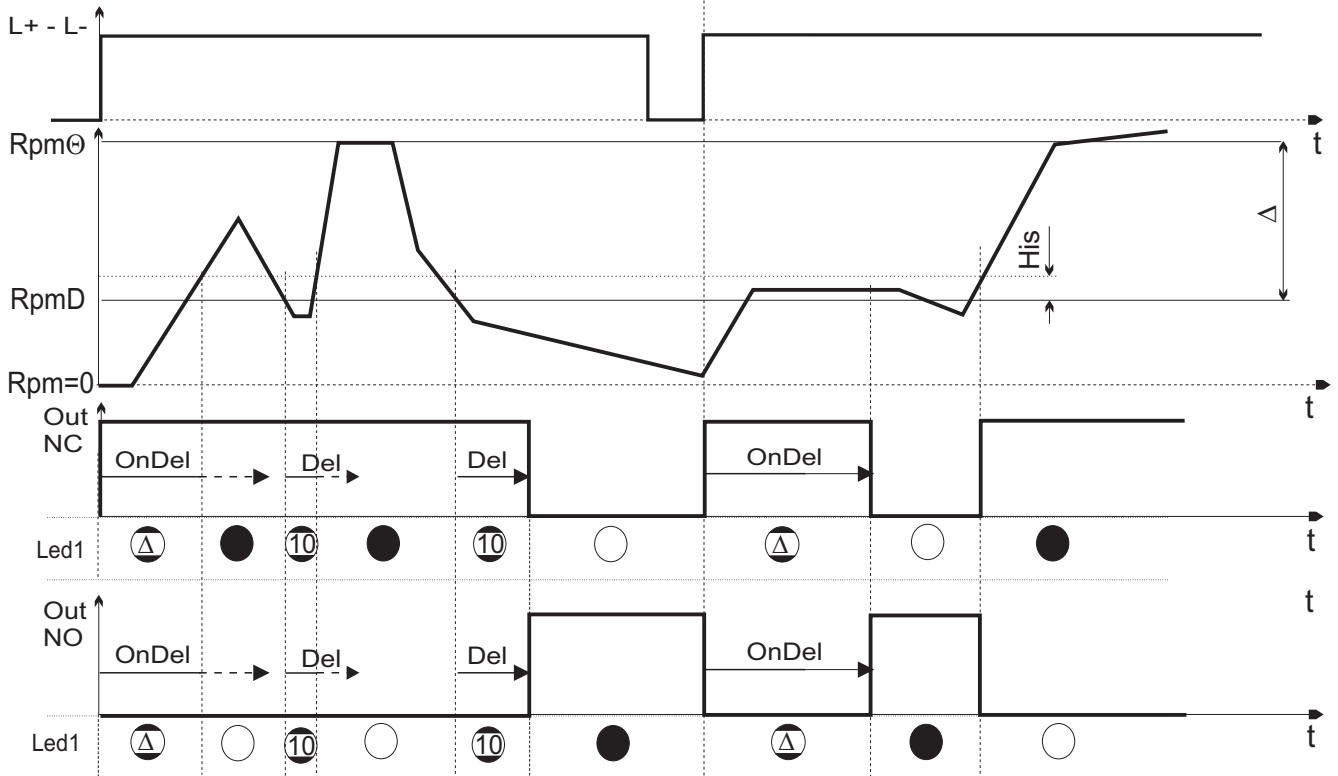 L+ - L-
t
RpmΘ
Δ
His
RpmD
Rpm=0
t
Out
NC
OnDel
Del
Del
OnDel
Led1
Δ
10
10
Δ
t
Out
NO
t
OnDel
Del
Del
OnDel
Led1
Δ
10
10
Δ
t